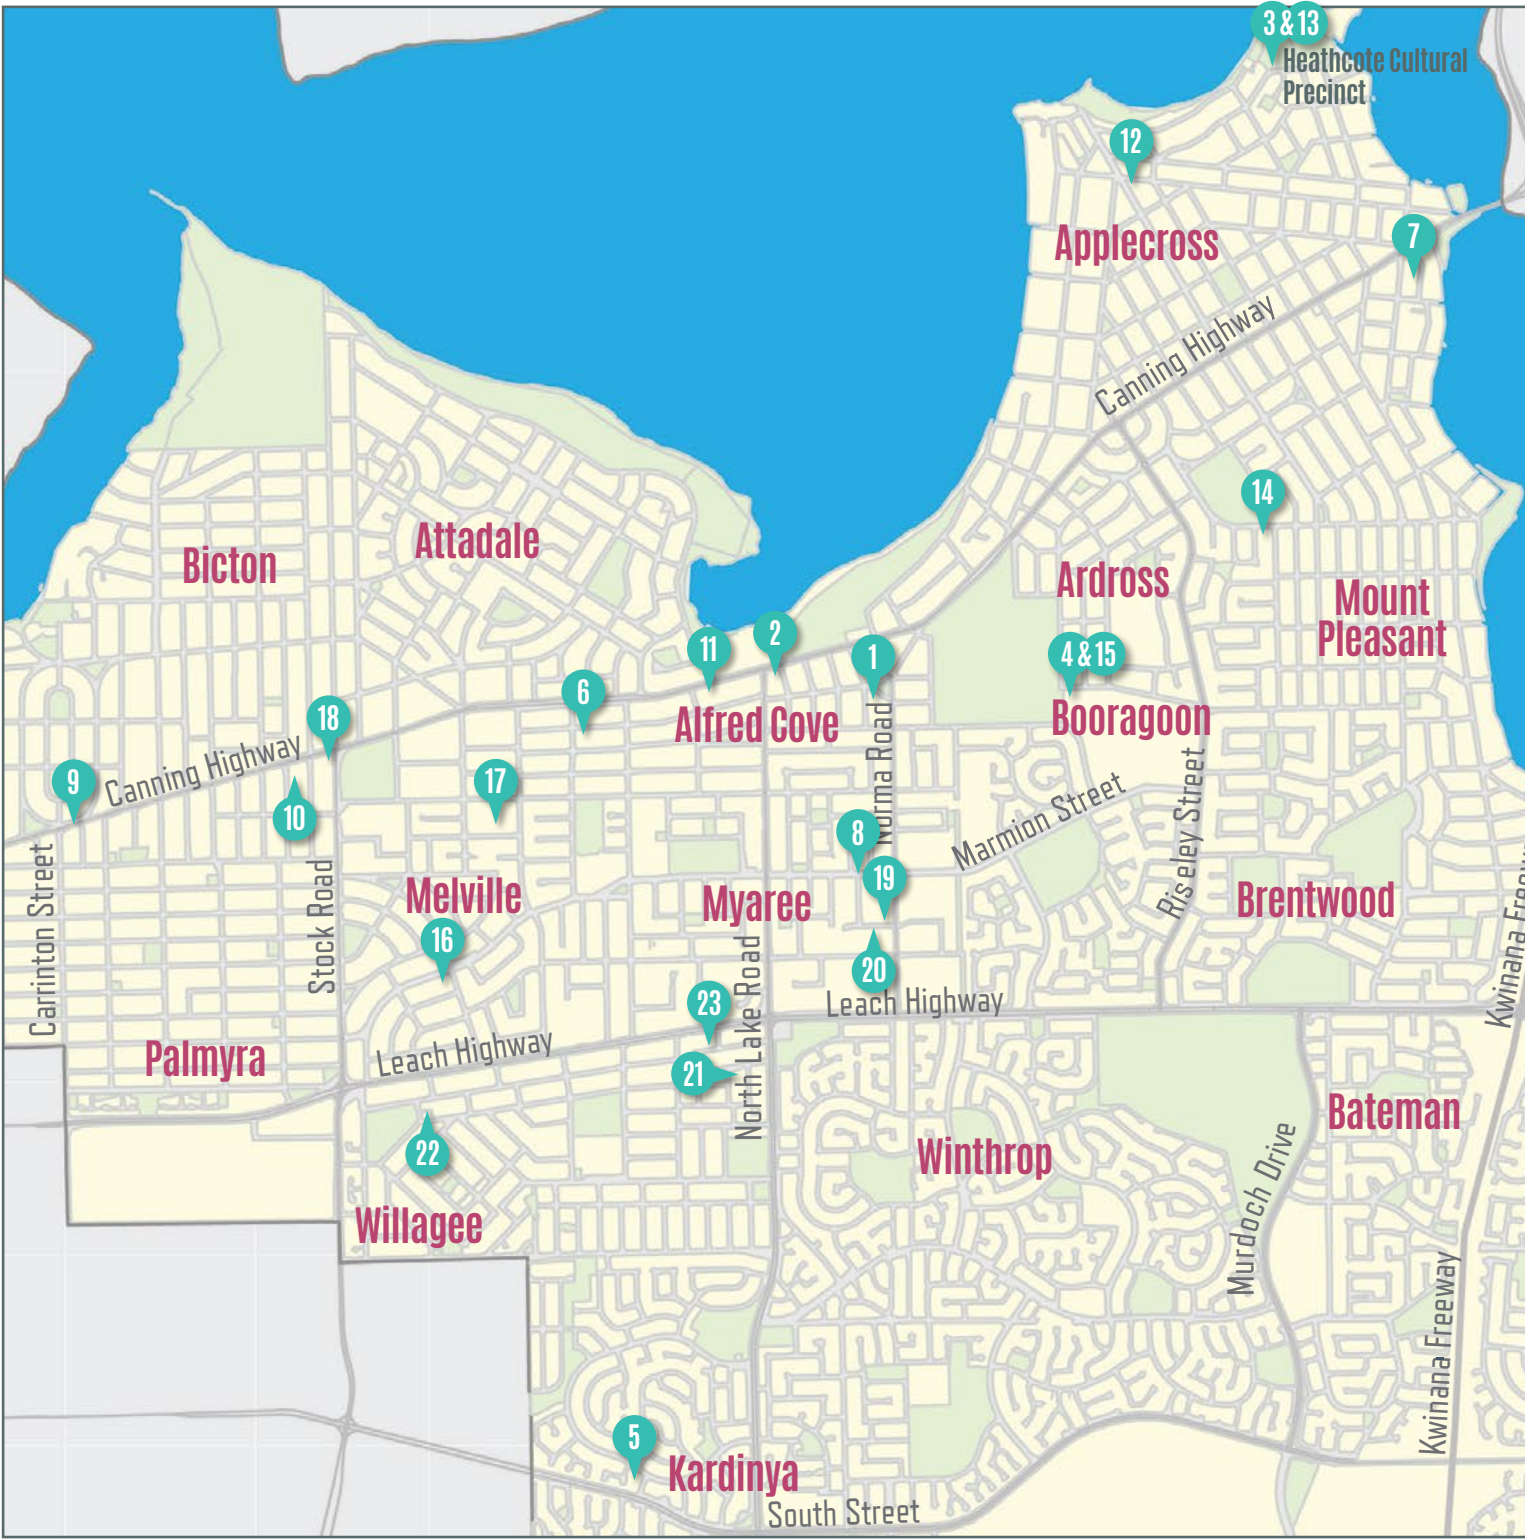 3 & 13
Heathcote Cultural
Precinct
12
7
Applecross
Canning Highway
14
Attadale
Bicton
Ardross
Mount
Pleasant
11
2
1
4 & 15
6
18
Alfred Cove
Booragoon
Norma Road
Canning Highway
9
10
17
8
Marmion Street
Riseley Street
19
Carrinton Street
Stock Road
Melville
Myaree
Brentwood
16
20
Kwinana Freeway
23
North Lake Road
Leach Highway
Leach Highway
Palmyra
21
22
Bateman
Winthrop
Murdoch Drive
Willagee
Kwinana Freeway
5
Kardinya
South Street